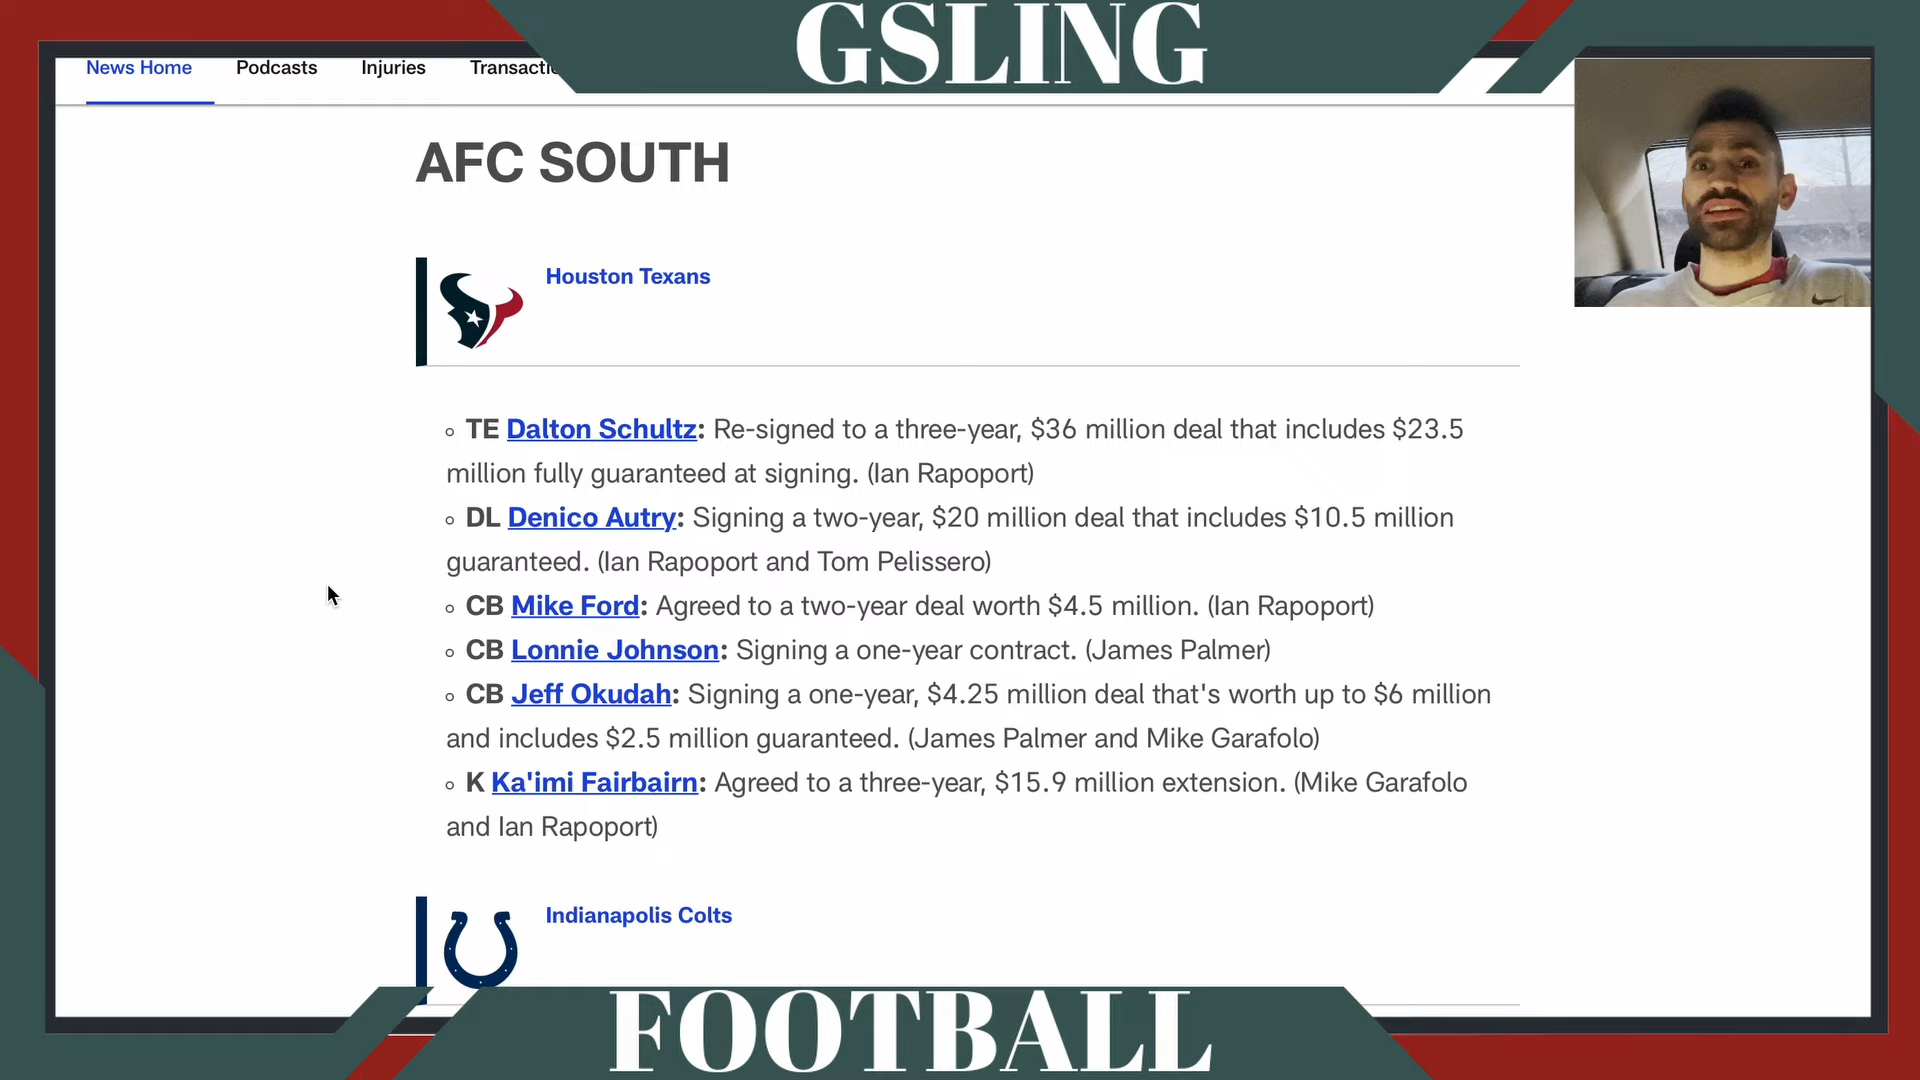 GSLING
News Home Podcasts Injuries
AFC SOUTH
Houston Texans
TE Dalton Schultz: Re-signed to a three-year, $36 million deal that includes $23.5
million fully guaranteed at signing. (Ian Rapoport)
DL Denico Autry: Signing a two-year, $20 million deal that includes $10.5 million
guaranteed. (Ian Rapoport and Tom Pelissero)
CB Mike Ford: Agreed to a two-year deal worth $4.5 million. (Ian Rapoport)
CB Lonnie Johnson: Signing a one-year contract. (James Palmer)
CB Jeff Okudah: Signing a one-year, $4.25 million deal that's worth up to $6 million
and includes $2.5 million guaranteed. (James Palmer and Mike Garafolo)
K Ka'imi Fairbairn: Agreed to a three-year, $15.9 million extension. (Mike Garafolo
and Ian Rapoport)
Indianapolis Colts
FOOTBALL